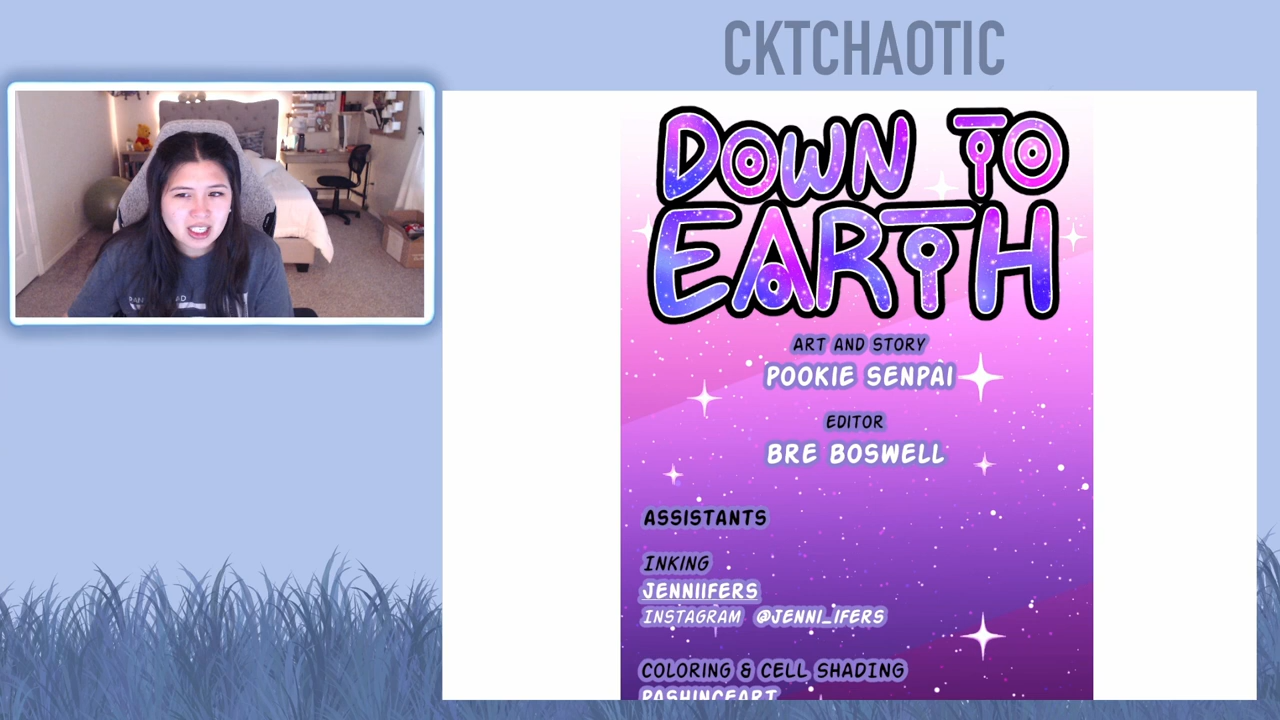 CKTCHAOTIC
DOWN TO
EARTH
ART AND STORY
POOKIE SENPAI
EDITOR
BRE BOSWELL
ASSISTANTS
INKING
JENNIIFERS
INSTAGRAM @JENNI_IFERS
COLORING & CELL SHADING
PASHINCEART